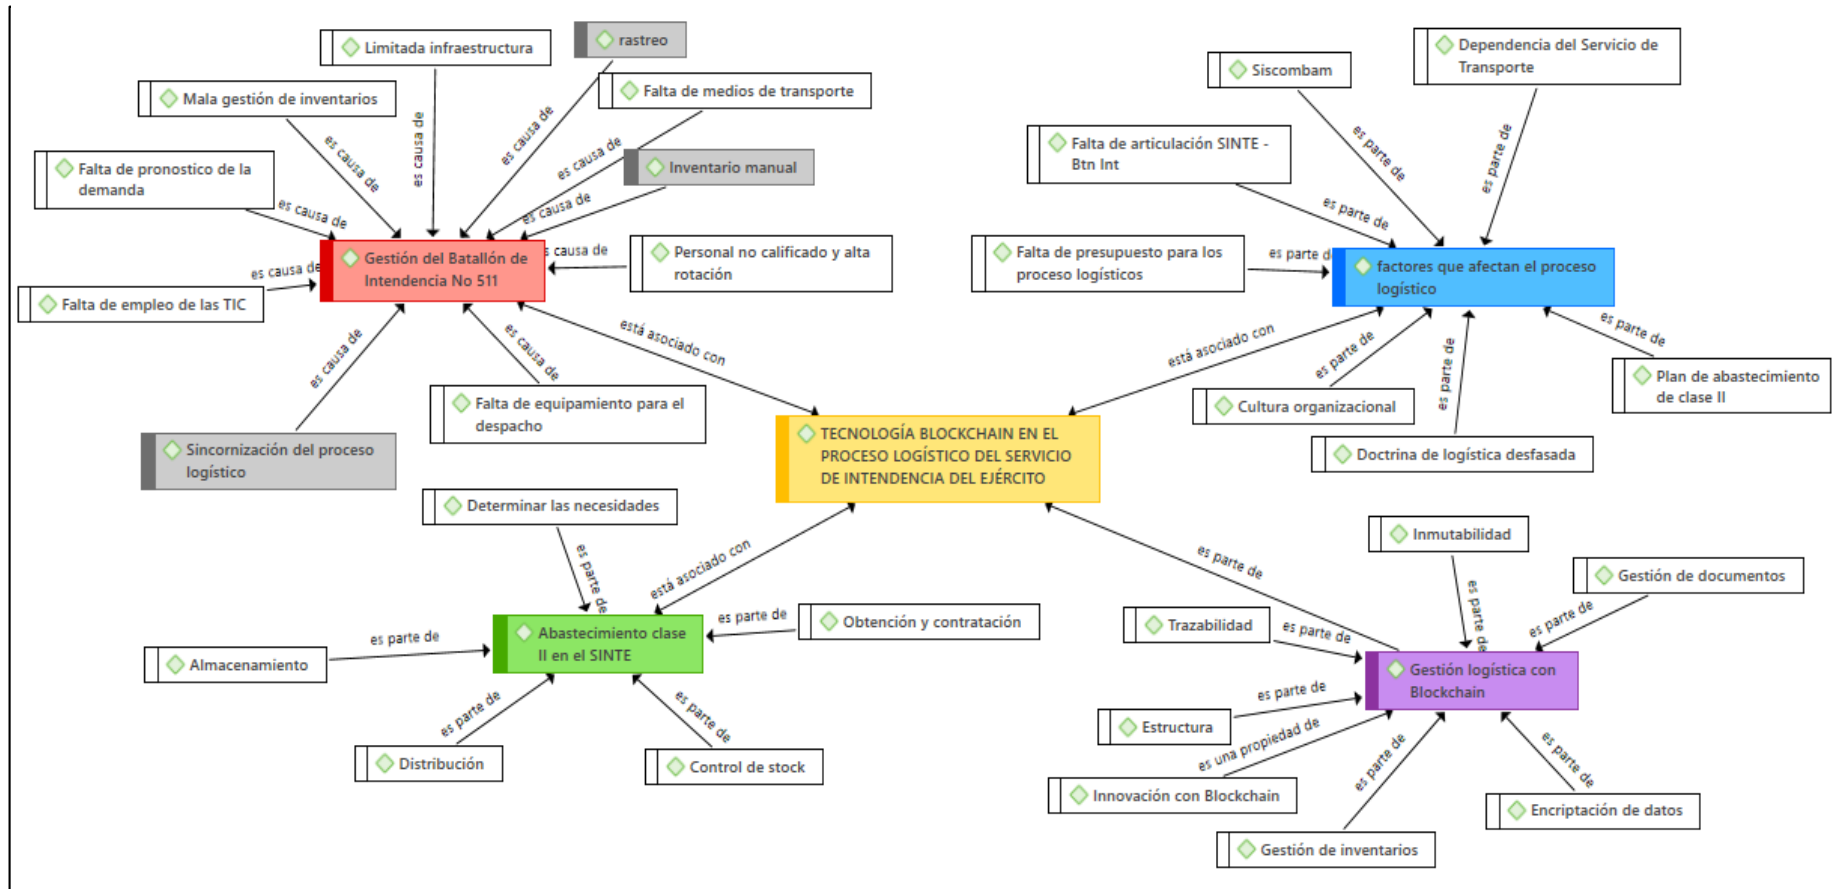 Limitada infraestructura
rastreo
Mala gestión de inventarios
Falta de medios de transporte
Falta de pronostico de la
demanda
Inventario manual
es causa de
es causa de
es causa de
es causa de
es causa de
es causa de
Gestión del Batallón de
Intendencia No 511
es causa de
Personal no calificado y alta
rotación
es causa de
Falta de empleo de las TIC
es causa de
es causa de
Falta de equipamiento para el
despacho
Sincornización del proceso
logístico
está asociado con
Siscombam
Dependencia del Servicio de
Transporte
Falta de articulación SINTE -
Btn Int
es parte de
es parte de
es parte de
Falta de presupuesto para los
proceso logísticos
es parte de
factores que afectan el proceso
logístico
está asociado con
es parte de
es parte de
es parte de
Plan de abastecimiento
de clase II
Cultura organizacional
Doctrina de logística desfasada
TECNOLOGÍA BLOCKCHAIN EN EL
PROCESO LOGÍSTICO DEL SERVICIO
DE INTENDENCIA DEL EJÉRCITO
Determinar las necesidades
es parte de
está asociado con
Abastecimiento clase
II en el SINTE
es parte de
Obtención y contratación
es parte de
Almacenamiento
es parte de
es parte de
Distribución
Control de stock
es parte de
Inmutabilidad
Gestión de documentos
Trazabilidad
es parte de
es parte de
es parte de
Gestión logística con
Blockchain
es parte de
Estructura
es una propiedad de
Innovación con Blockchain
es parte de
es parte de
Encriptación de datos
Gestión de inventarios